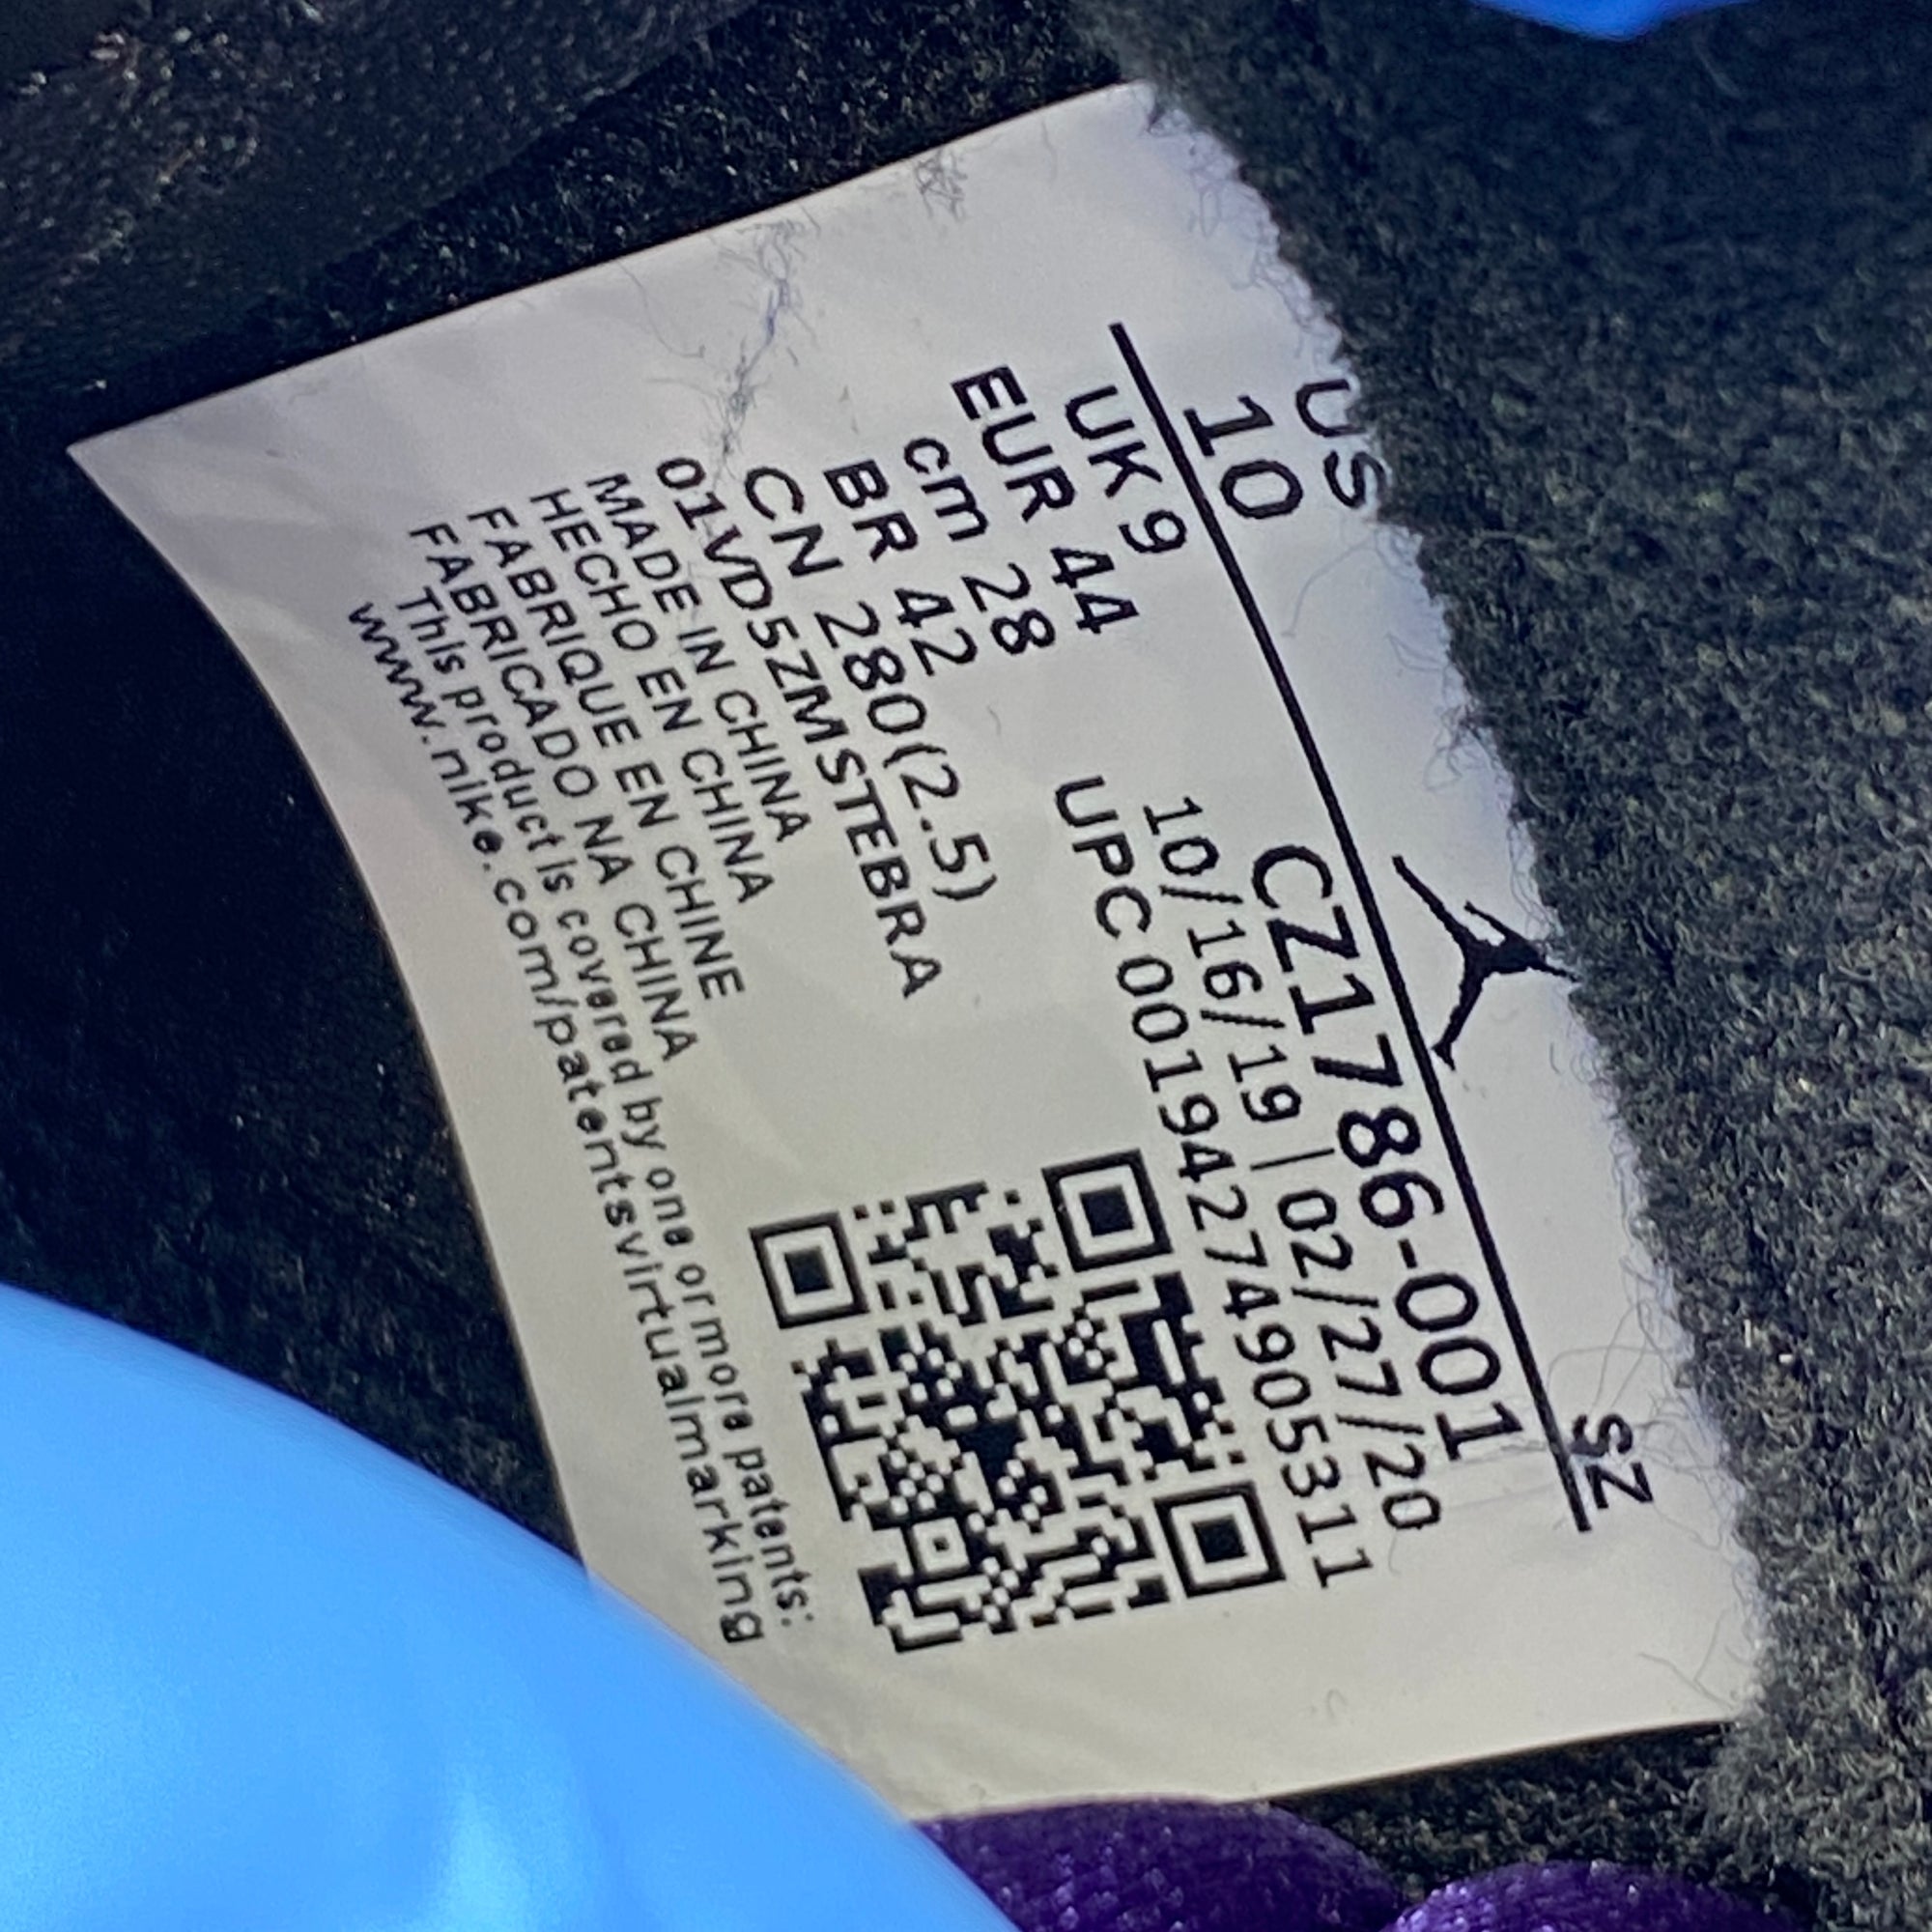 US
10
SZ
UK 9
EUR 44
cm 28
BR 42
CN 280(2.5)
01VD5ZMSTEBRA
CZ1786-001
10/16/19 | 02/27/20
UPC 00194274905311
MADE IN CHINA
HECHO EN CHINA
FABRIQUE EN CHINE
FABRICADO NA CHINA
This product is covered by one or more patents:
www.nike.com/patentsvirtualmarking